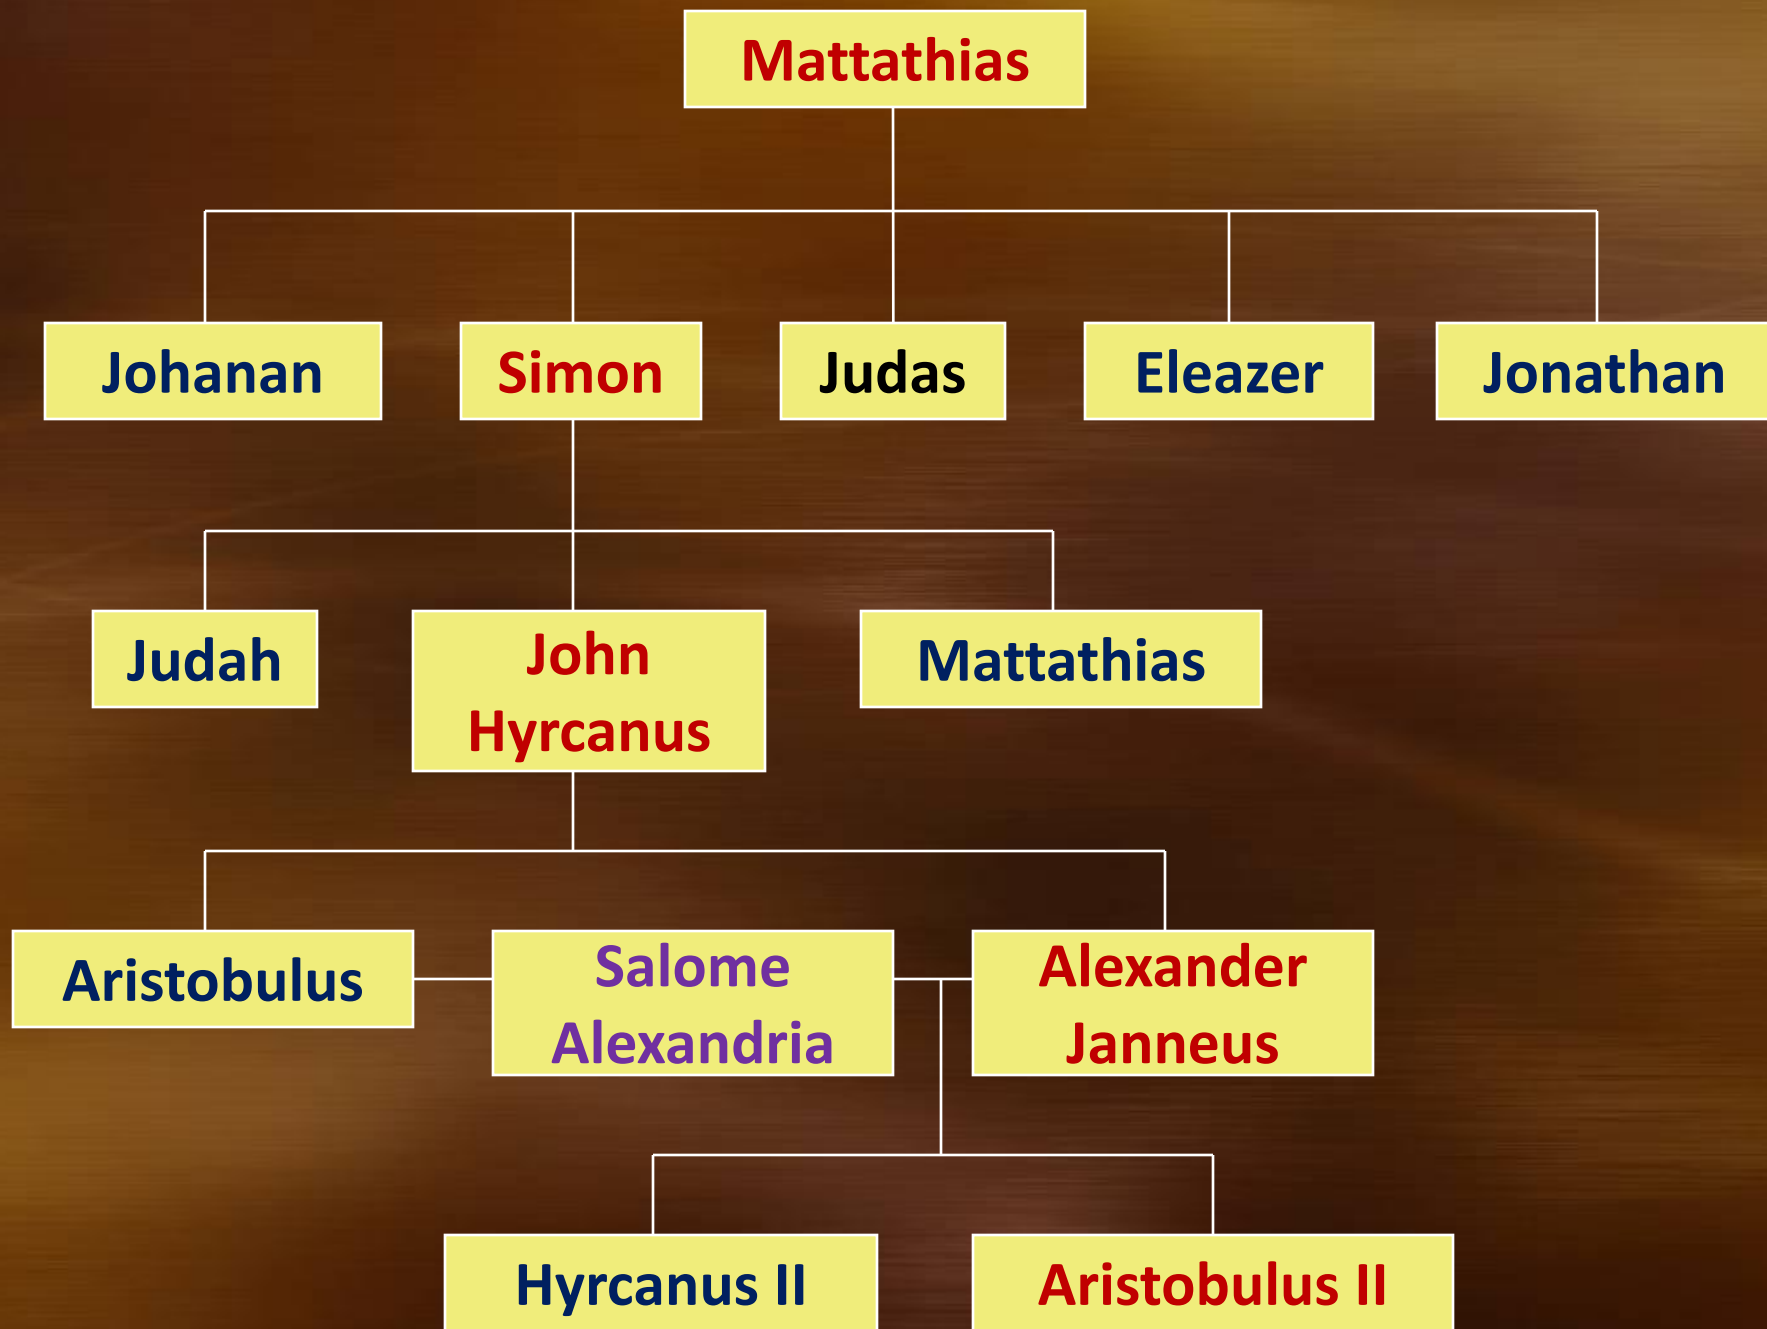 Mattathias
Johanan
Simon
Judas
Eleazer
Jonathan
Judah
John
Hyrcanus
Mattathias
Aristobulus
Salome
Alexandria
Alexander
Janneus
Hyrcanus II
Aristobulus II